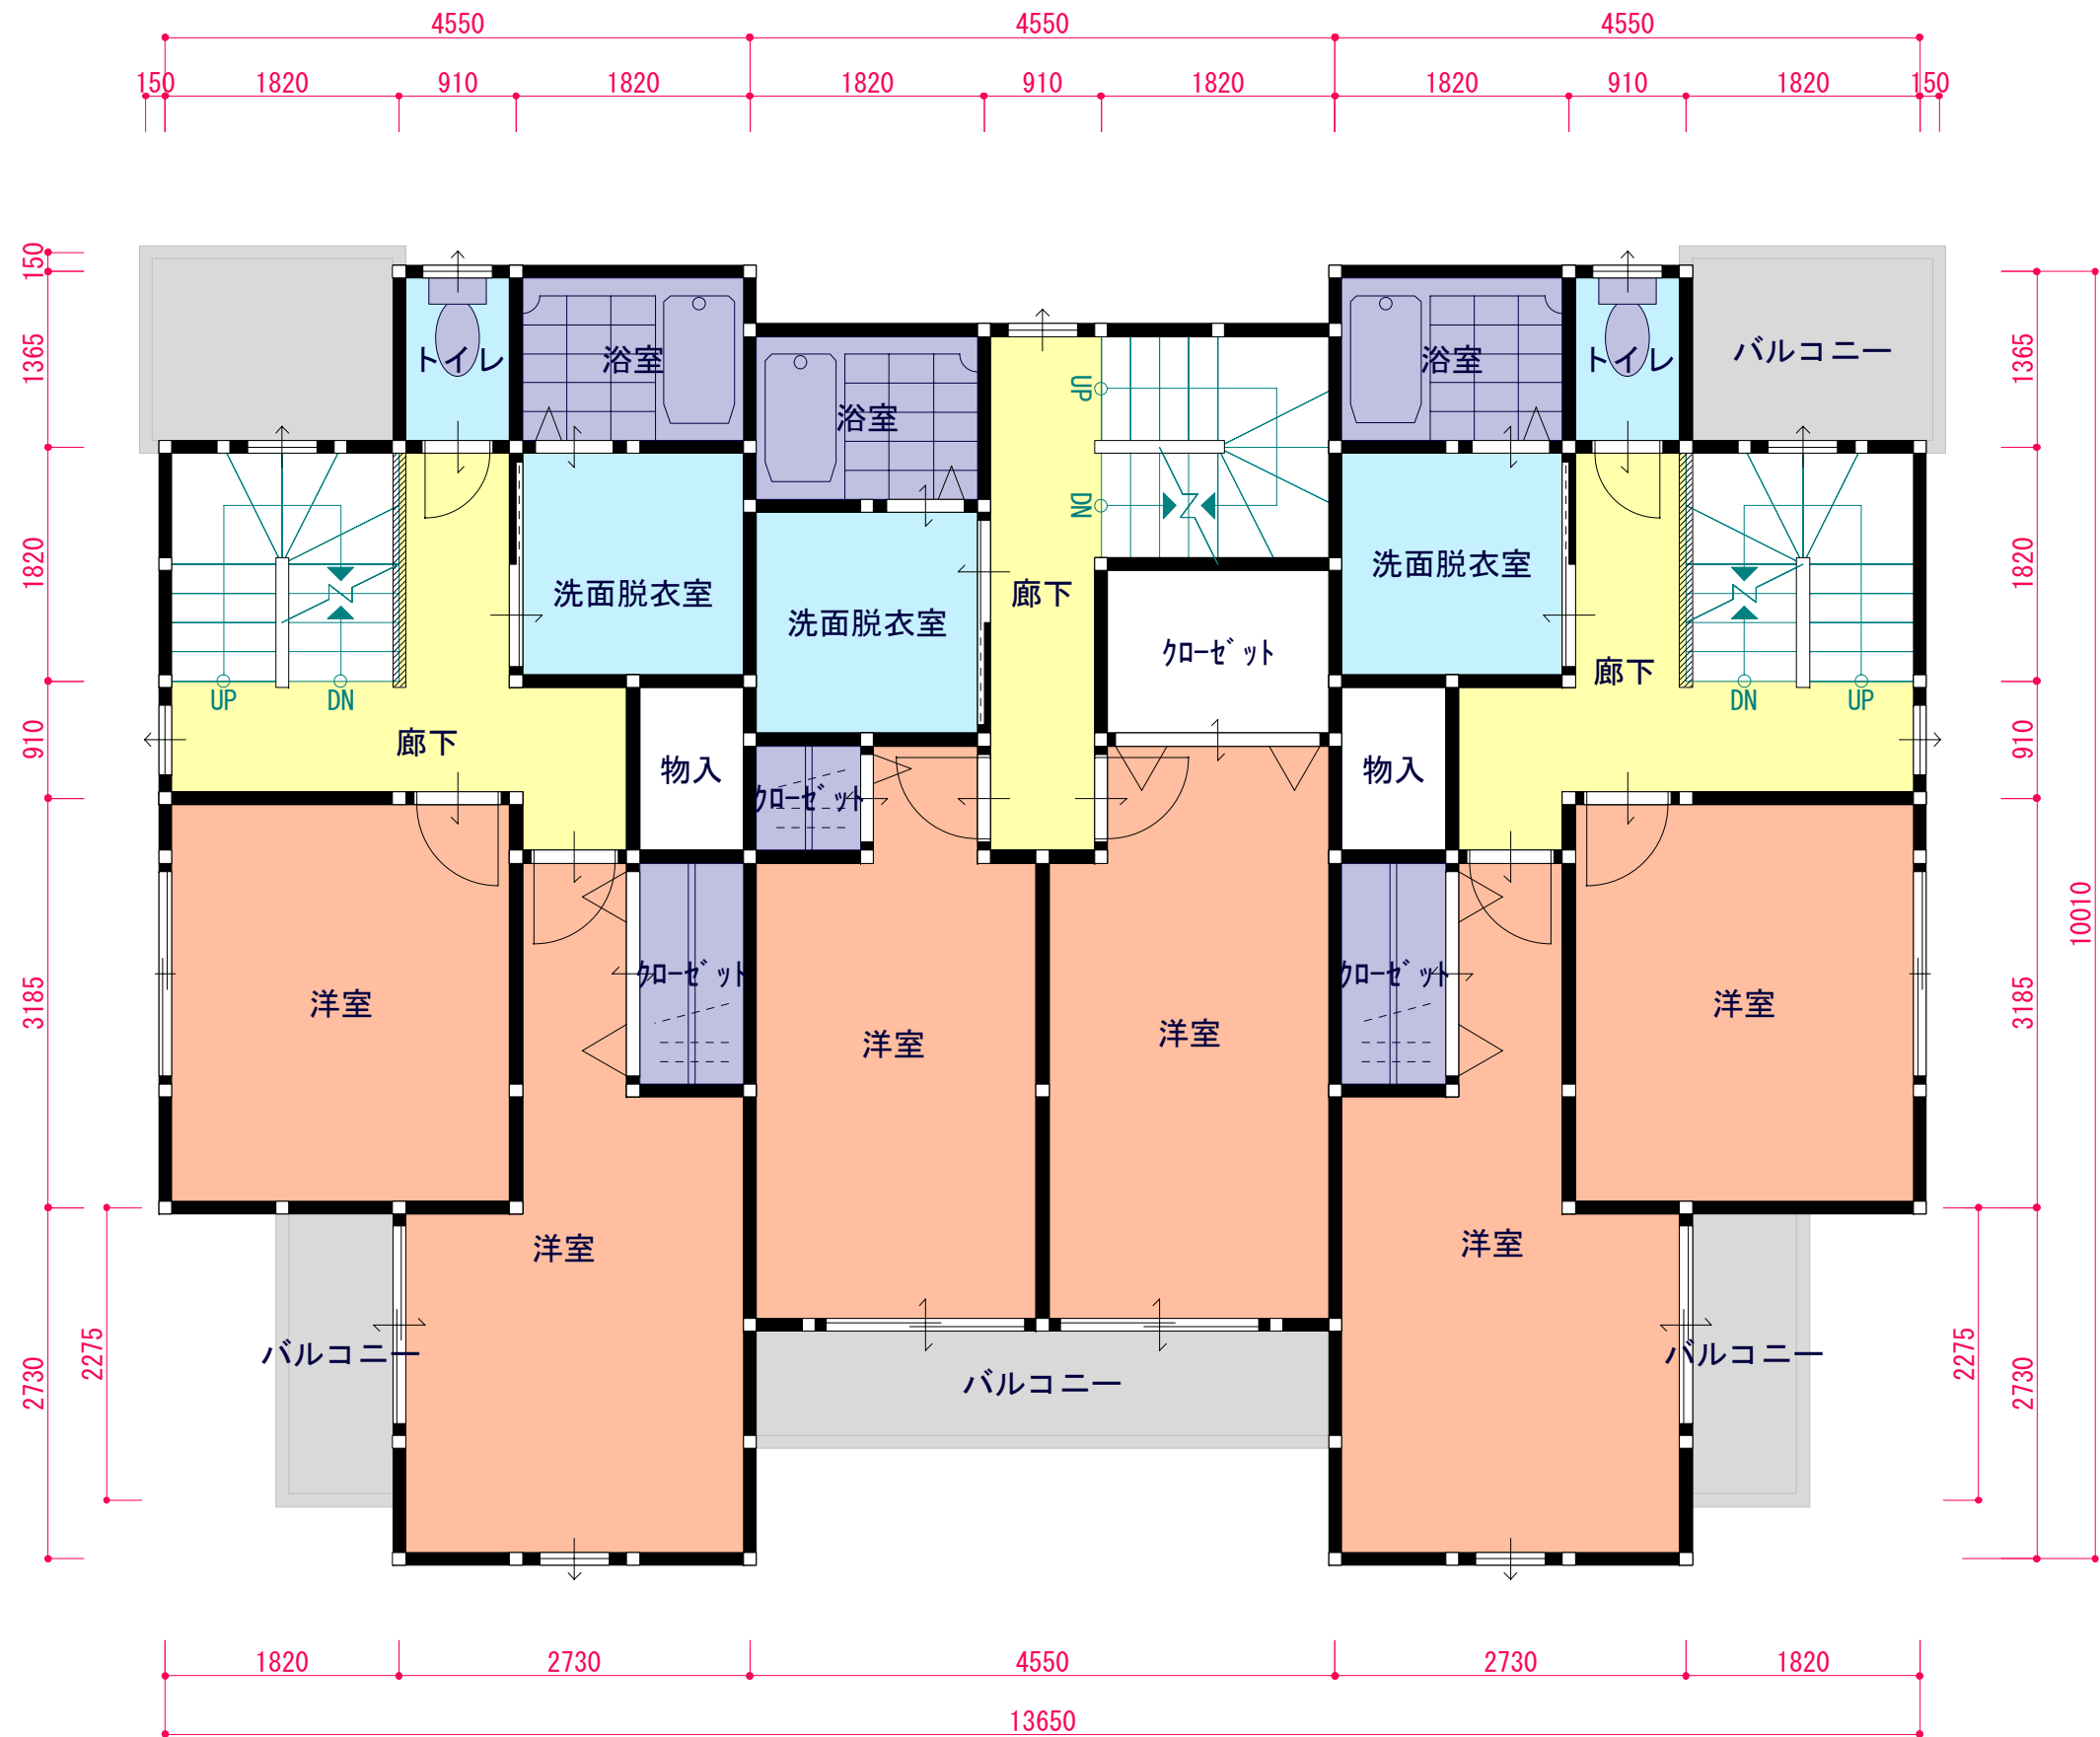 4550 4550 4550
150 1820 910 1820 1820 910 1820 1820 910 1820 150
150
1365 トイレ 浴室 浴室 UP 浴室 トイレ バルコニー 1365
DN
1820 洗面脱衣室 洗面脱衣室 廊下 洗面脱衣室 1820
クローゼット 廊下
UP DN DN UP
910 廊下 物入 物入 910
クローゼット
10010
3185 洋室 クローゼット 洋室 洋室 クローゼット 洋室 3185
洋室 洋室
2730 2275 バルコニー バルコニー バルコニー 2275 2730
1820 2730 4550 2730 1820
13650